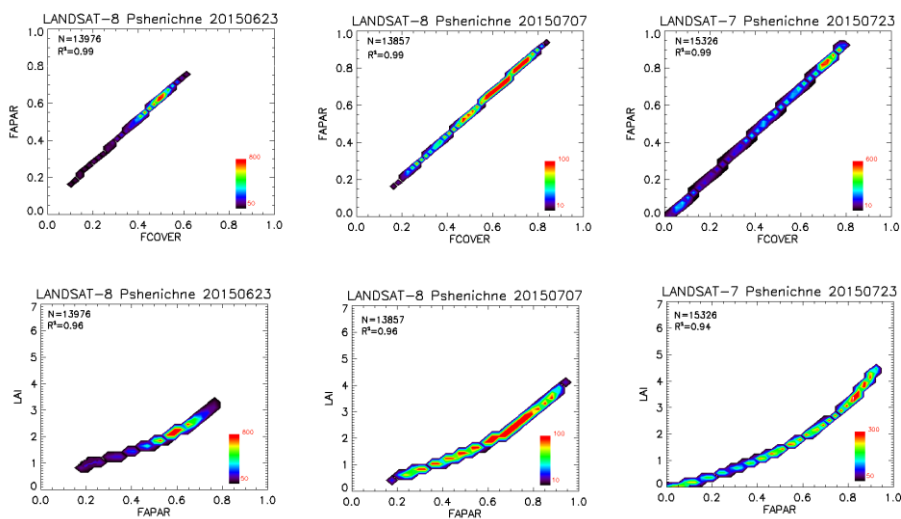 LANDSAT-8 Pshenichne 20150623
N=13976
R²=0.99
1.0
0.8
0.6
0.4
0.2
0.0
FAPAR
600
50
0.0 0.2 0.4 0.6 0.8 1.0
FCOVER
LANDSAT-8 Pshenichne 20150707
N=13857
R²=0.99
1.0
0.8
0.6
0.4
0.2
0.0
FAPAR
100
10
0.0 0.2 0.4 0.6 0.8 1.0
FCOVER
LANDSAT-7 Pshenichne 20150723
N=15326
R²=0.99
1.0
0.8
0.6
0.4
0.2
0.0
FAPAR
600
10
0.0 0.2 0.4 0.6 0.8 1.0
FCOVER
LANDSAT-8 Pshenichne 20150623
N=13976
R²=0.96
7
6
5
4
3
2
1
0
LAI
600
50
0.0 0.2 0.4 0.6 0.8 1.0
FAPAR
LANDSAT-8 Pshenichne 20150707
N=13857
R²=0.96
7
6
5
4
3
2
1
0
LAI
100
10
0.0 0.2 0.4 0.6 0.8 1.0
FAPAR
LANDSAT-7 Pshenichne 20150723
N=15326
R²=0.94
7
6
5
4
3
2
1
0
LAI
300
50
0.0 0.2 0.4 0.6 0.8 1.0
FAPAR